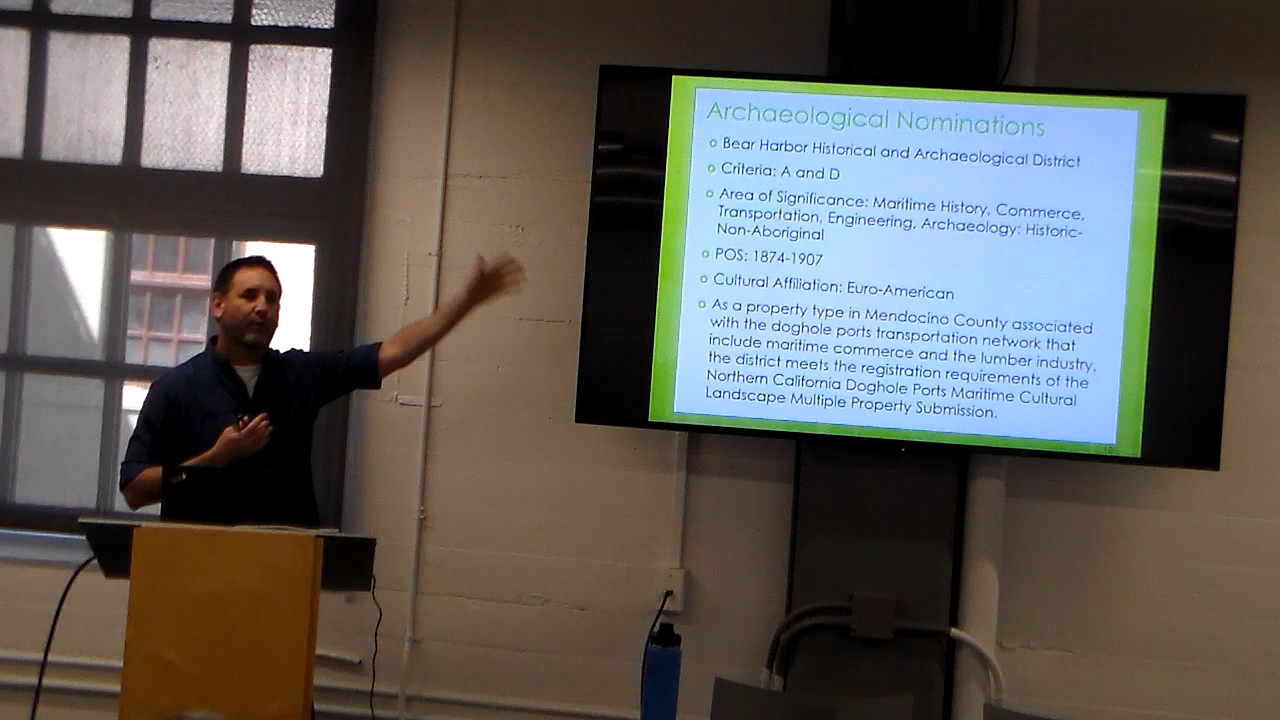 Archaeological Nominations
Bear Harbor Historical and Archaeological District
Criteria: A and D
Area of Significance: Maritime History, Commerce,
Transportation, Engineering, Archaeology: Historic-
Non-Aboriginal
POS: 1874-1907
Cultural Affiliation: Euro-American
As a property type in Mendocino County associated
with the doghole ports transportation network that
include maritime commerce and the lumber industry,
the district meets the registration requirements of the
Northern California Doghole Ports Maritime Cultural
Landscape Multiple Property Submission.
10